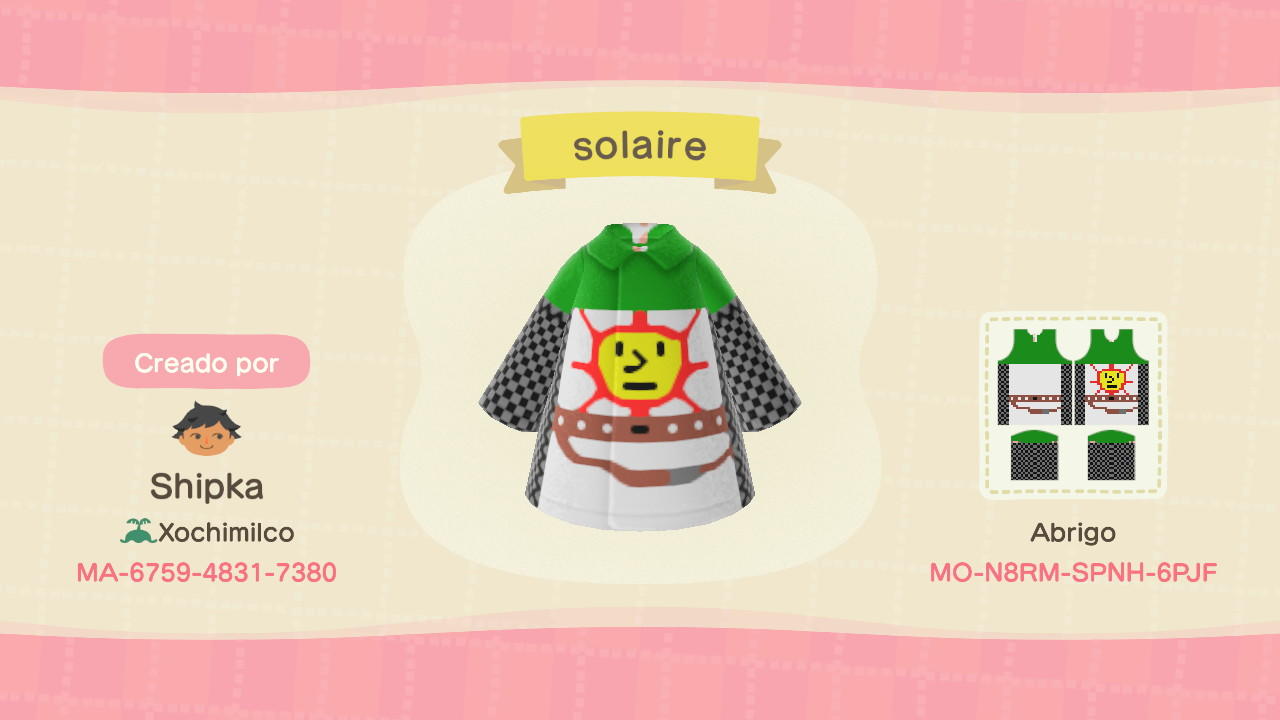 solaire
Creado por
Shipka
Xochimilco
MA-6759-4831-7380
Abrigo
MO-N8RM-SPNH-6PJF